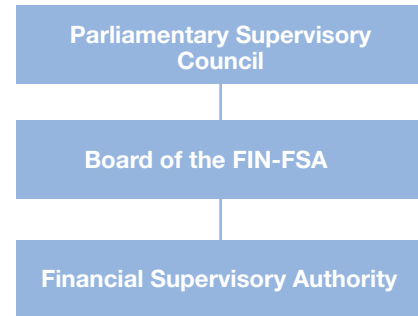 Parliamentary Supervisory
Council
Board of the FIN-FSA
Financial Supervisory Authority